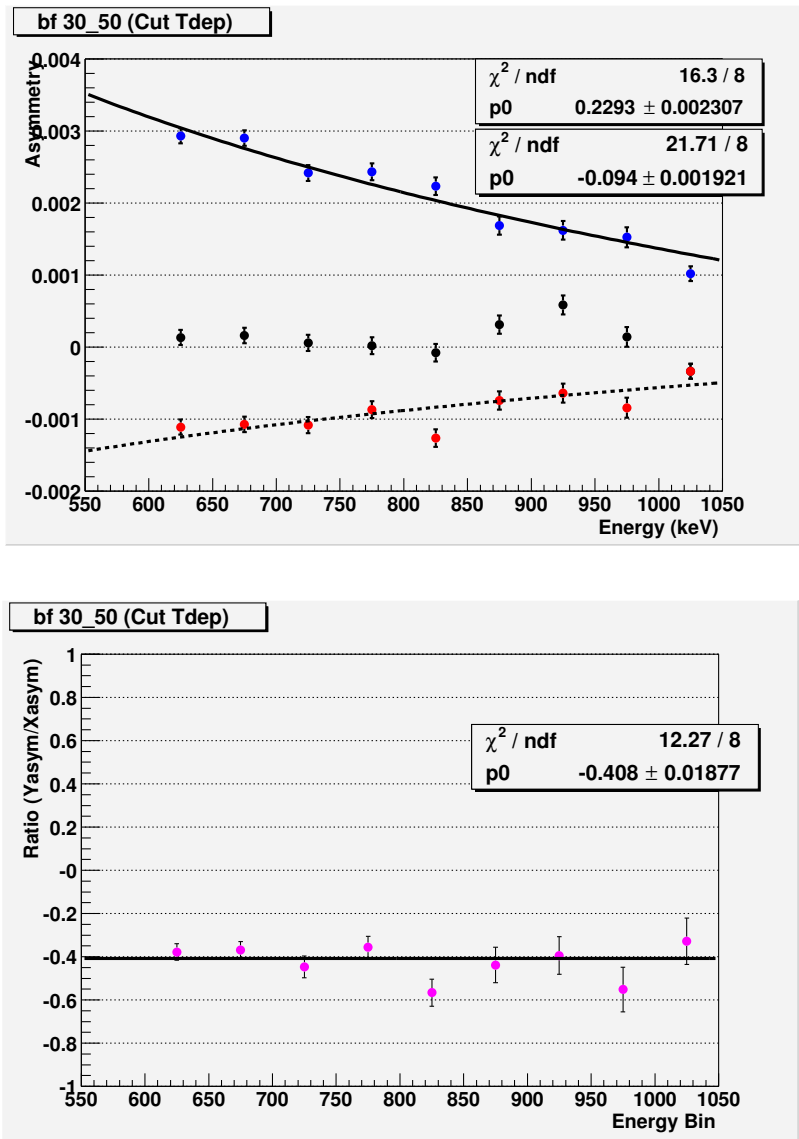 bf 30_50 (Cut Tdep)
Asymmetry
0.004
0.003
0.002
0.001
0
-0.001
-0.002
χ² / ndf 16.3 / 8
p0 0.2293 ± 0.002307
χ² / ndf 21.71 / 8
p0 -0.094 ± 0.001921
550 600 650 700 750 800 850 900 950 1000 1050
Energy (keV)
bf 30_50 (Cut Tdep)
Ratio (Yasym/Xasym)
1
0.8
0.6
0.4
0.2
-0
-0.2
-0.4
-0.6
-0.8
-1
χ² / ndf 12.27 / 8
p0 -0.408 ± 0.01877
550 600 650 700 750 800 850 900 950 1000 1050
Energy Bin